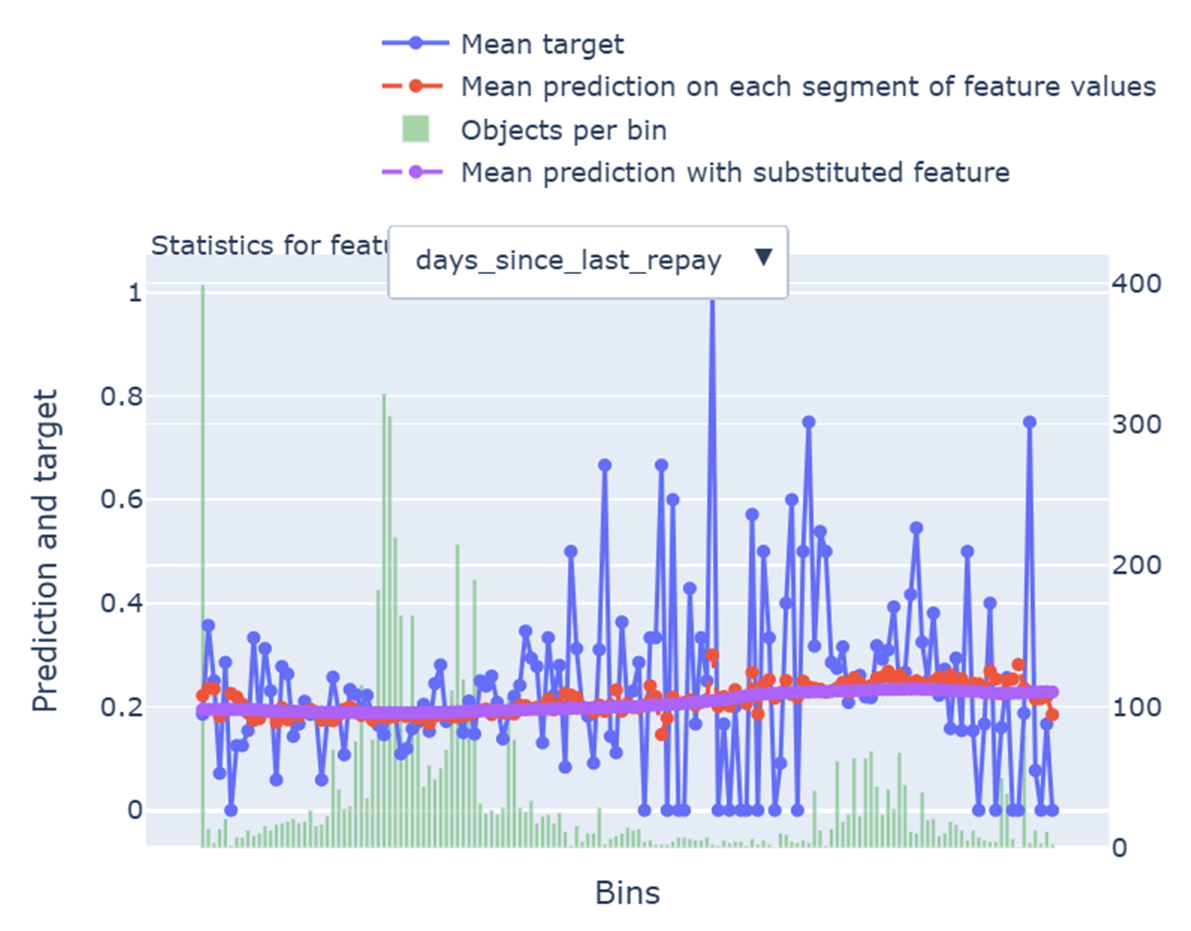 Mean target
Mean prediction on each segment of feature values
Objects per bin
Mean prediction with substituted feature
Statistics for
days_since_last_repay ▼
1
0.8
0.6
0.4
0.2
0
400
300
200
100
0
Prediction and target
Bins